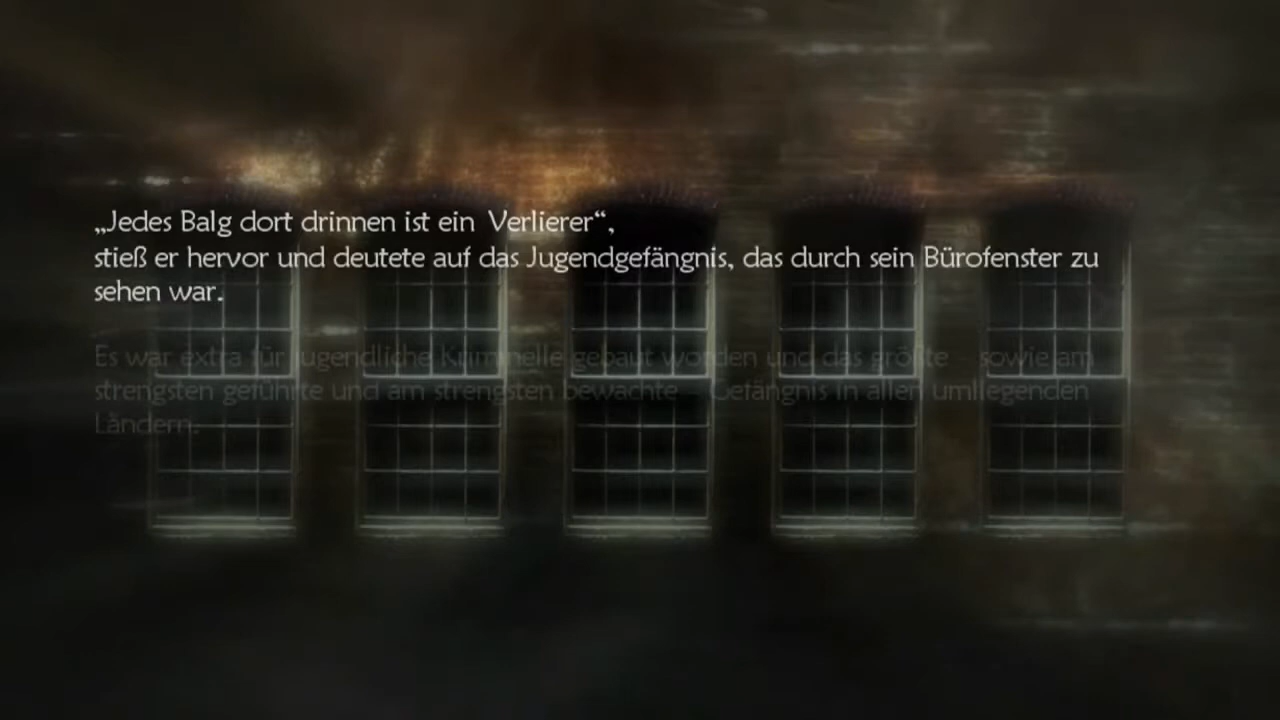 „Jedes Balg dort drinnen ist ein Verlierer“,
stieß er hervor und deutete auf das Jugendgefängnis, das durch sein Bürofenster zu
sehen war.
Es war extra für jugendliche Kriminelle gebaut worden und das größte – sowie am
strengsten geführte und am strengsten bewachte – Gefängnis in allen umliegenden
Ländern.